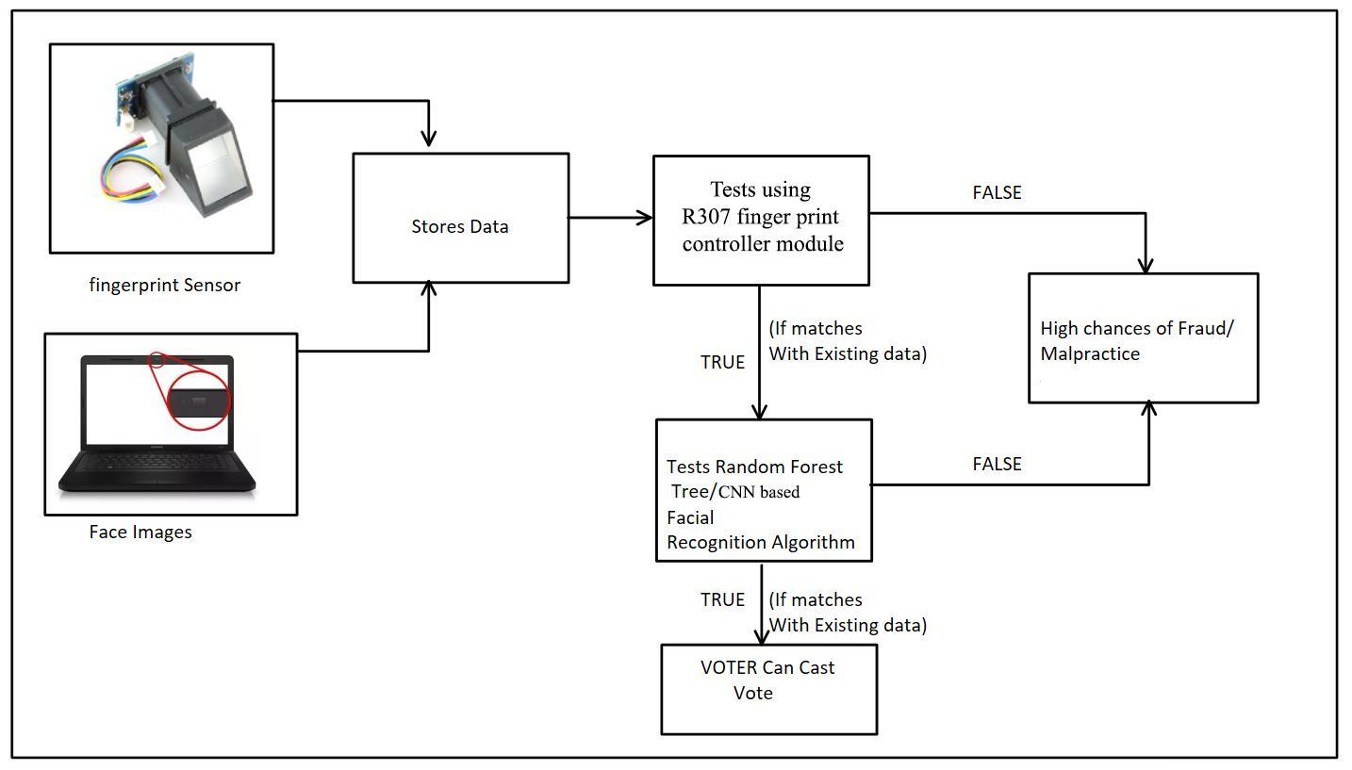 fingerprint Sensor
Face Images
Stores Data
Tests using
R307 finger print
controller module
FALSE
(If matches
With Existing data)
TRUE
High chances of Fraud/
Malpractice
Tests Random Forest
Tree/CNN based
Facial
Recognition Algorithm
FALSE
TRUE
(If matches
With Existing data)
VOTER Can Cast
Vote